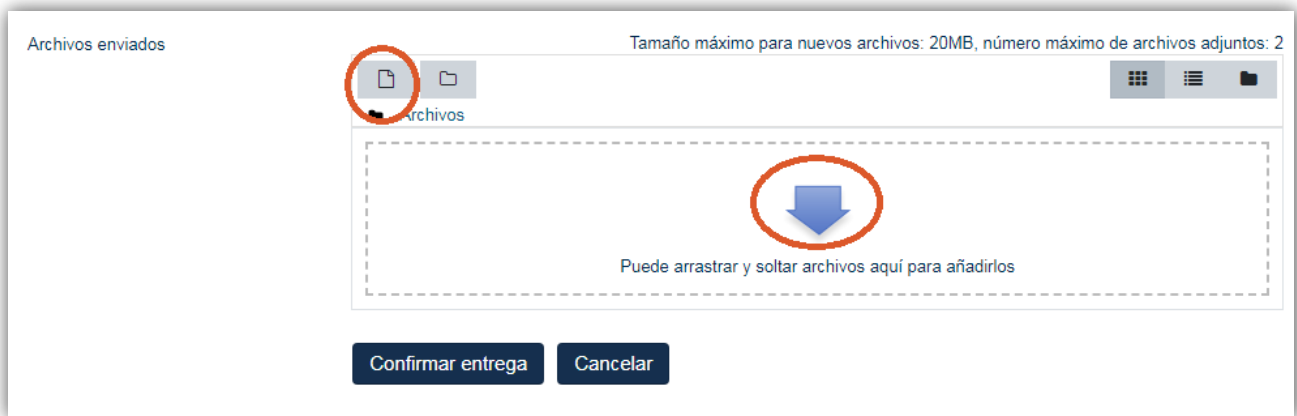 Archivos enviados
Tamaño máximo para nuevos archivos: 20MB, número máximo de archivos adjuntos: 2
Archivos
Puede arrastrar y soltar archivos aquí para añadirlos
Confirmar entrega
Cancelar